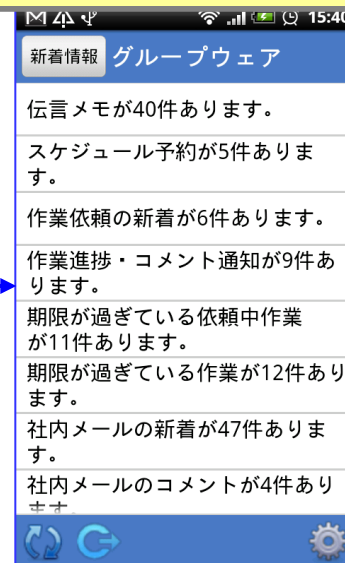 15:40
新着情報 グループウェア
伝言メモが40件あります。
スケジュール予約が5件ありま
す。
作業依頼の新着が6件あります。
作業進捗・コメント通知が9件あ
ります。
期限が過ぎている依頼中作業
が11件あります。
期限が過ぎている作業が12件あり
ます。
社内メールの新着が47件ありま
す。
社内メールのコメントが4件あり
ます。